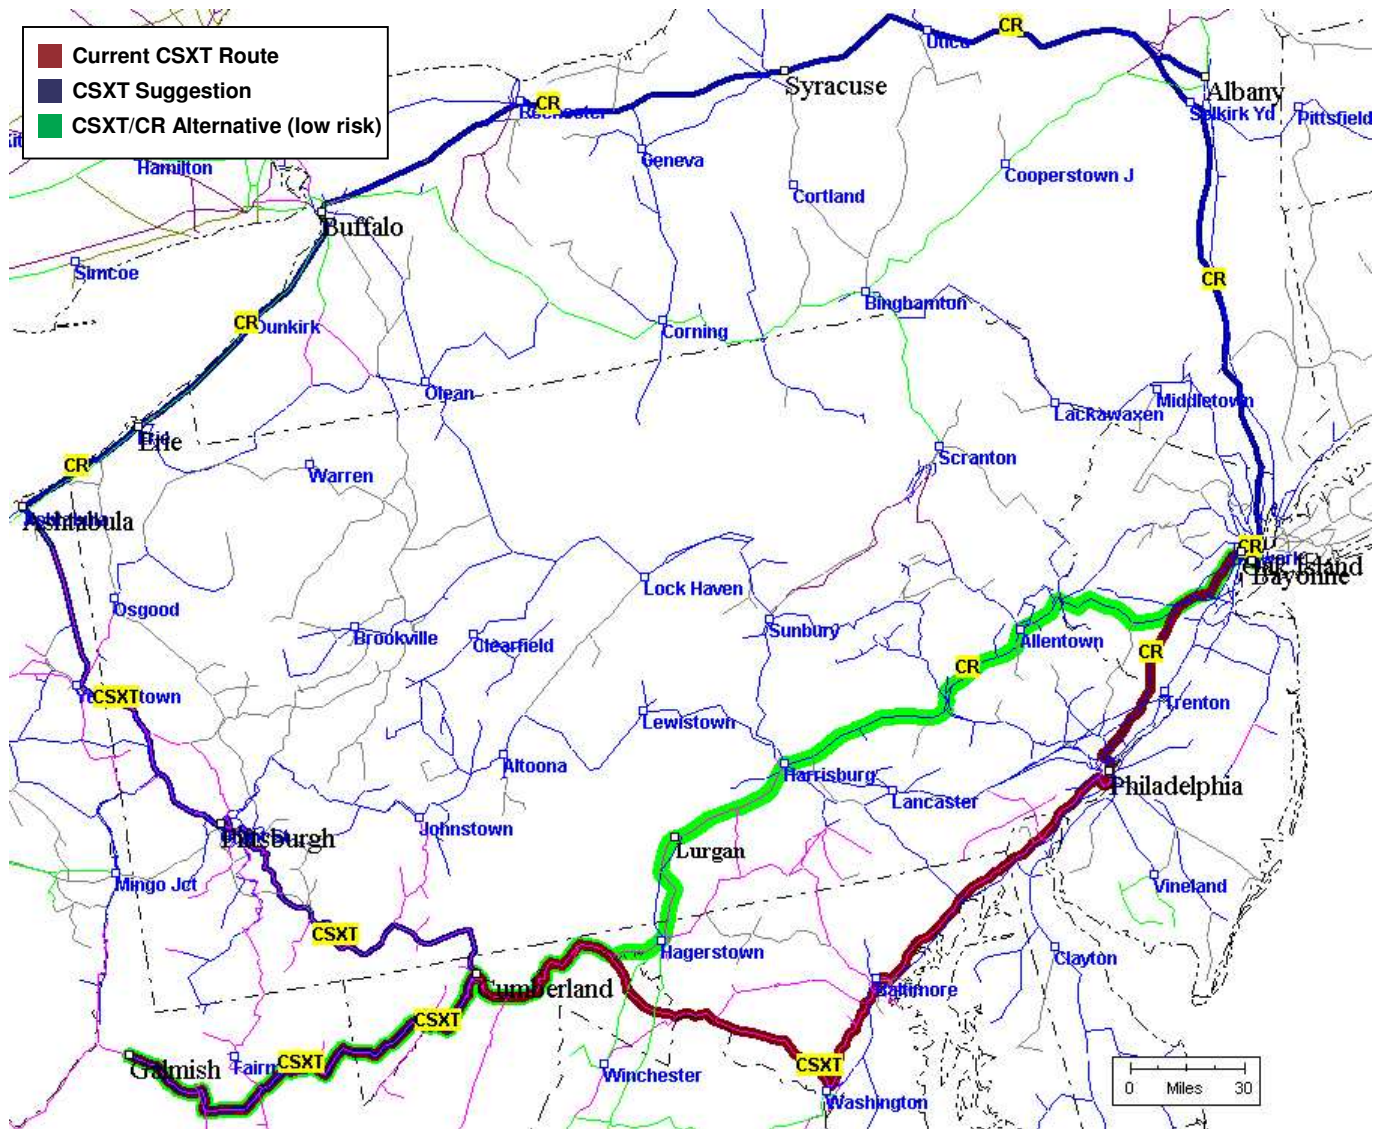 Current CSXT Route
CSXT Suggestion
CSXT/CR Alternative (low risk)
CR
Utica
CR
Syracuse
Albany
Rochester
Selkirk Yd
Pittsfield
Hamilton
Geneva
Cooperstown J
Cortland
Buffalo
Simcoe
CR
Binghamton
CR
Dunkirk
Corning
Olean
Middletown
Lackawaxen
Erie
CR
Scranton
Warren
Ashtabula
CR
Oak Island
Bayonne
Lock Haven
Osgood
Sunbury
Brookville
Clearfield
Allentown
CR
CR
CSXT
Trenton
Lewistown
Altoona
Harrisburg
Philadelphia
Lancaster
Johnstown
Pittsburgh
Lurgan
Mingo Jct
Vineland
CSXT
Hagerstown
Clayton
Cumberland
Baltimore
CSXT
Galmish
CSXT
CSXT
Winchester
Washington
0 Miles 30